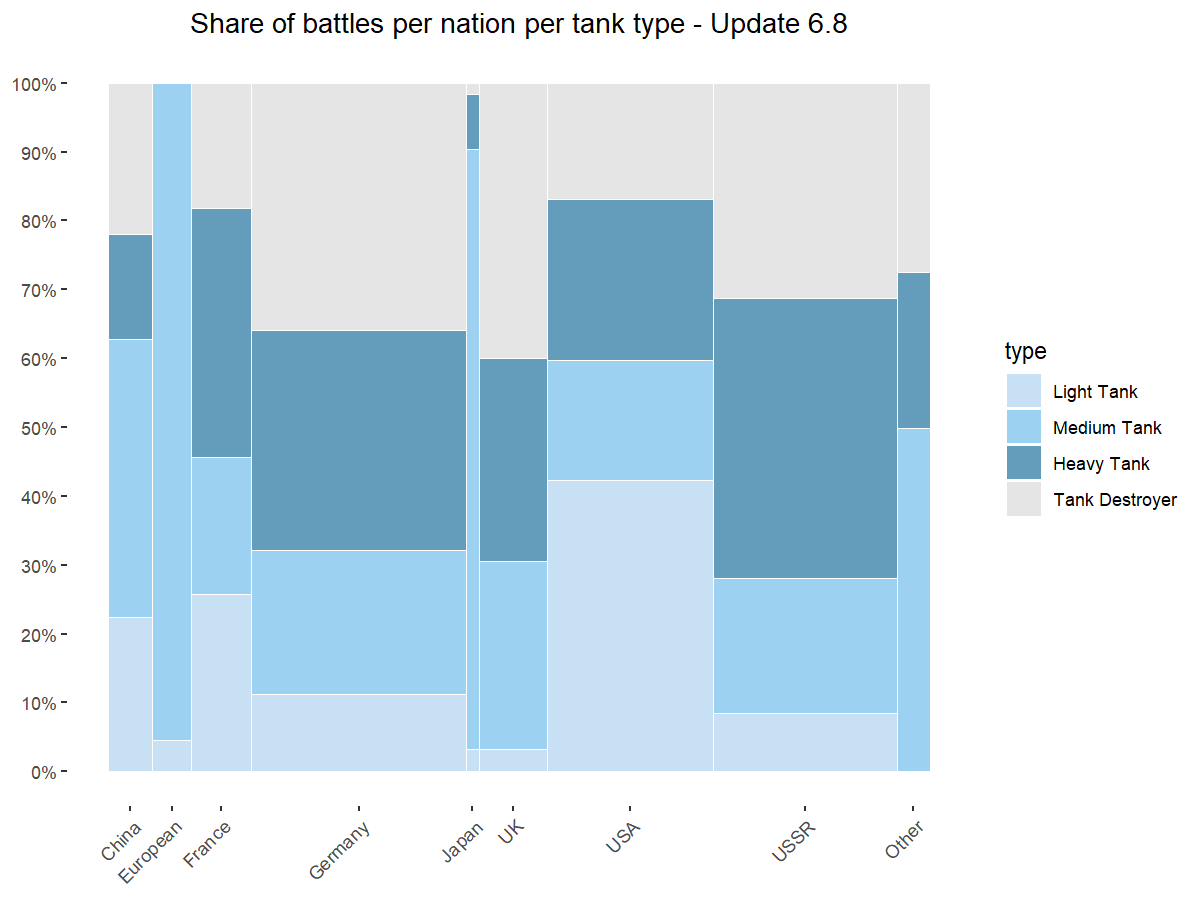 Share of battles per nation per tank type - Update 6.8
100%
90%
80%
70%
60%
50%
40%
30%
20%
10%
0%
China
European
France
Germany
Japan
UK
USA
USSR
Other
type
Light Tank
Medium Tank
Heavy Tank
Tank Destroyer